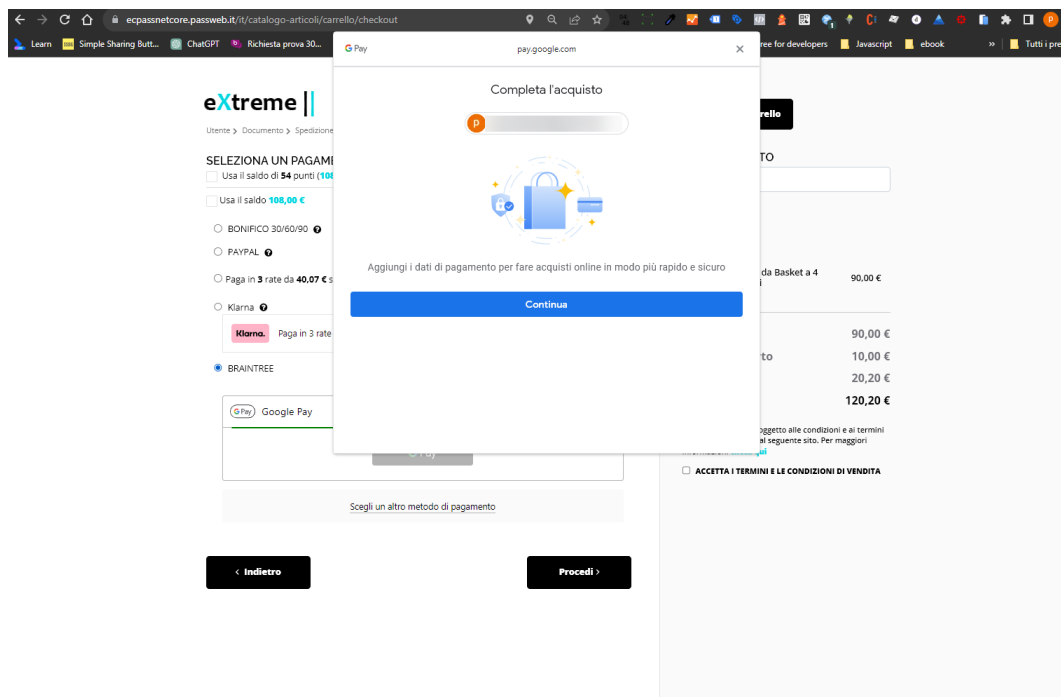 ecpassnetcore.passweb.it/it/catalogo-articoli/carrello/checkout
Learn
Simple Sharing Butt...
ChatGPT
Richiesta prova 30...
ree for developers
Javascript
ebook
»
Tutti i pre
G Pay
pay.google.com
Completa l'acquisto
P
Aggiungi i dati di pagamento per fare acquisti online in modo più rapido e sicuro
Continua
eXtreme ||
Utente > Documento > Spedizione
SELEZIONA UN PAGAM
Usa il saldo di 54 punti (108
Usa il saldo 108,00 €
BONIFICO 30/60/90
PAYPAL
Paga in 3 rate da 40,07 € s
Klarna
Klarna. Paga in 3 rate
BRAINTREE
G Pay Google Pay
Scegli un altro metodo di pagamento
< Indietro
Procedi >
rello
TO
da Basket a 4
90,00 €
90,00 €
to 10,00 €
20,20 €
120,20 €
oggetto alle condizioni e ai termini
al seguente sito. Per maggiori
qui
ACCETTA I TERMINI E LE CONDIZIONI DI VENDITA